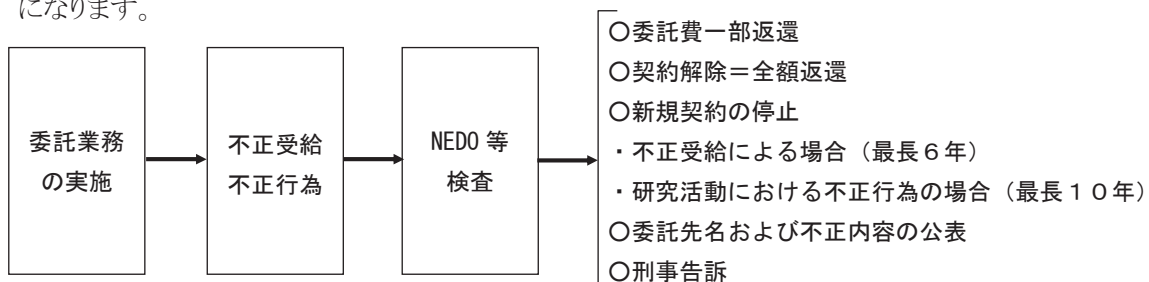 になります。
委託業務
の実施
不正受給
不正行為
NEDO 等
検査
〇委託費一部返還
〇契約解除＝全額返還
〇新規契約の停止
・不正受給による場合（最長６年）
・研究活動における不正行為の場合（最長１０年）
〇委託先名および不正内容の公表
〇刑事告訴